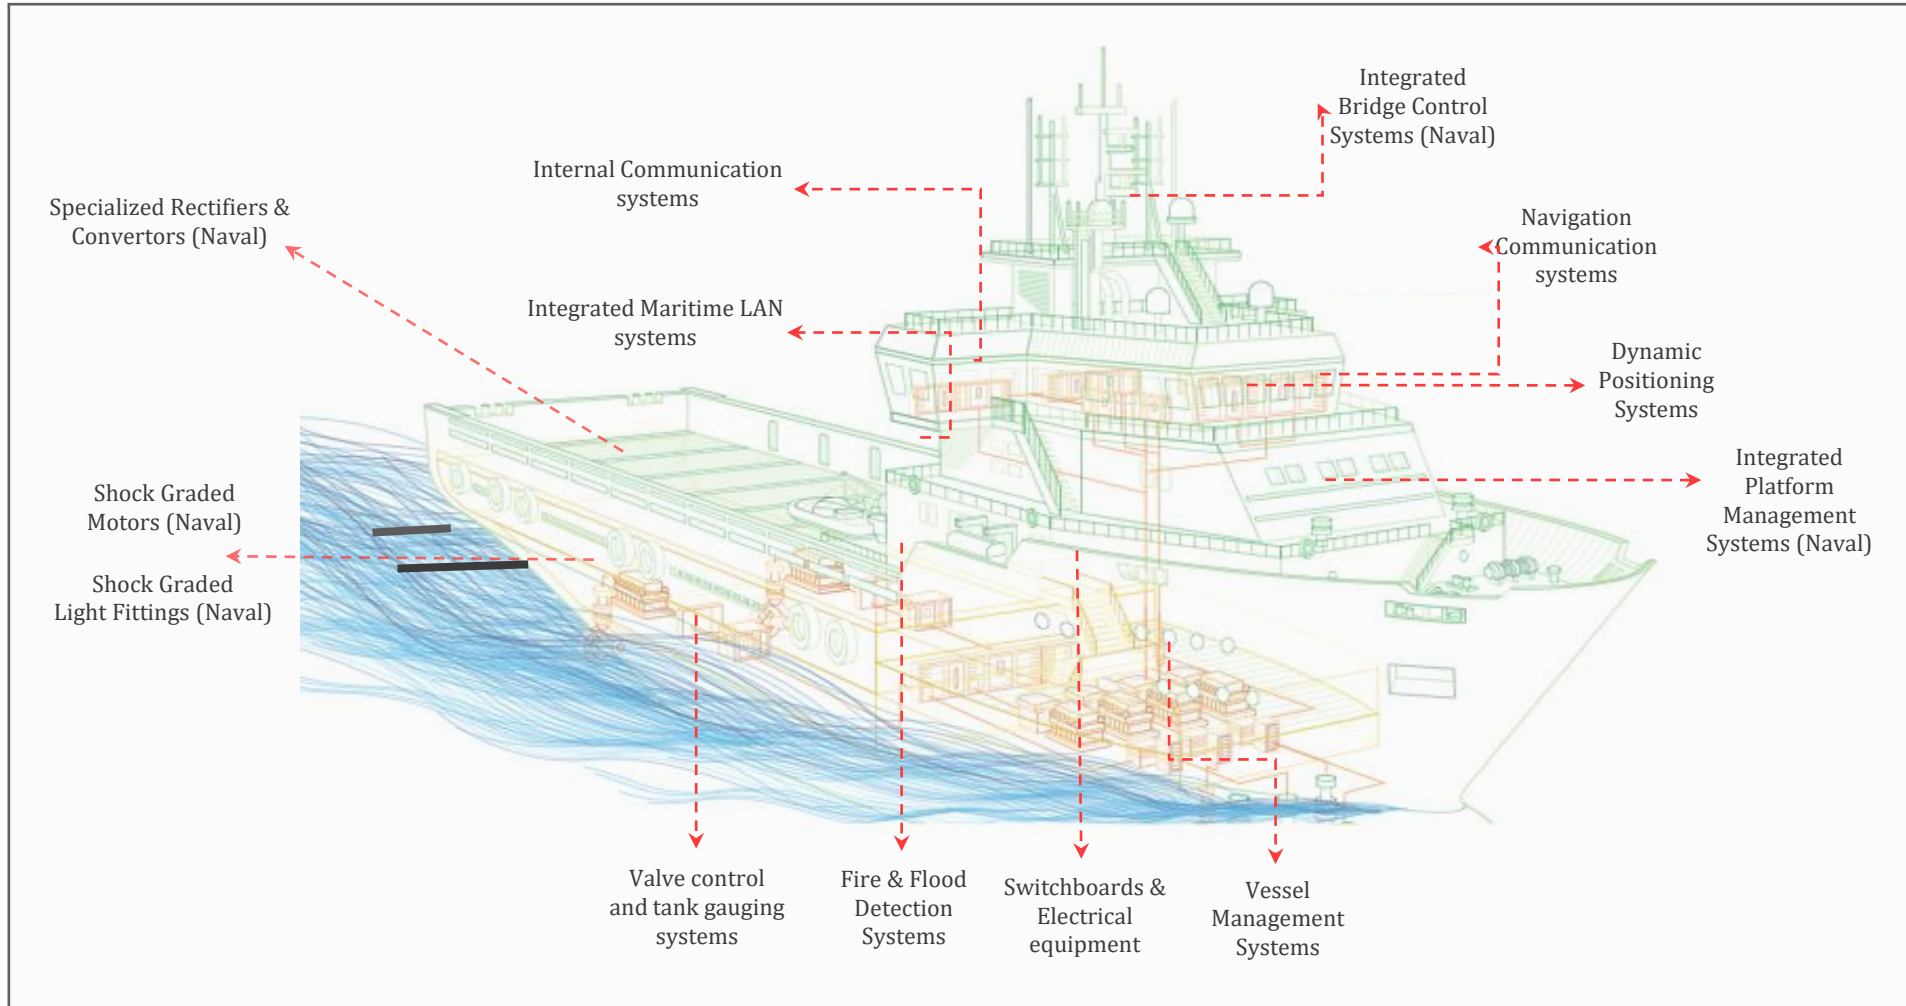 Integrated
Bridge Control
Systems (Naval)
Internal Communication
systems
Specialized Rectifiers &
Convertors (Naval)
Navigation
Communication
systems
Integrated Maritime LAN
systems
Dynamic
Positioning
Systems
Integrated
Platform
Management
Systems (Naval)
Shock Graded
Motors (Naval)
Shock Graded
Light Fittings (Naval)
Valve control
and tank gauging
systems
Fire & Flood
Detection
Systems
Switchboards &
Electrical
equipment
Vessel
Management
Systems